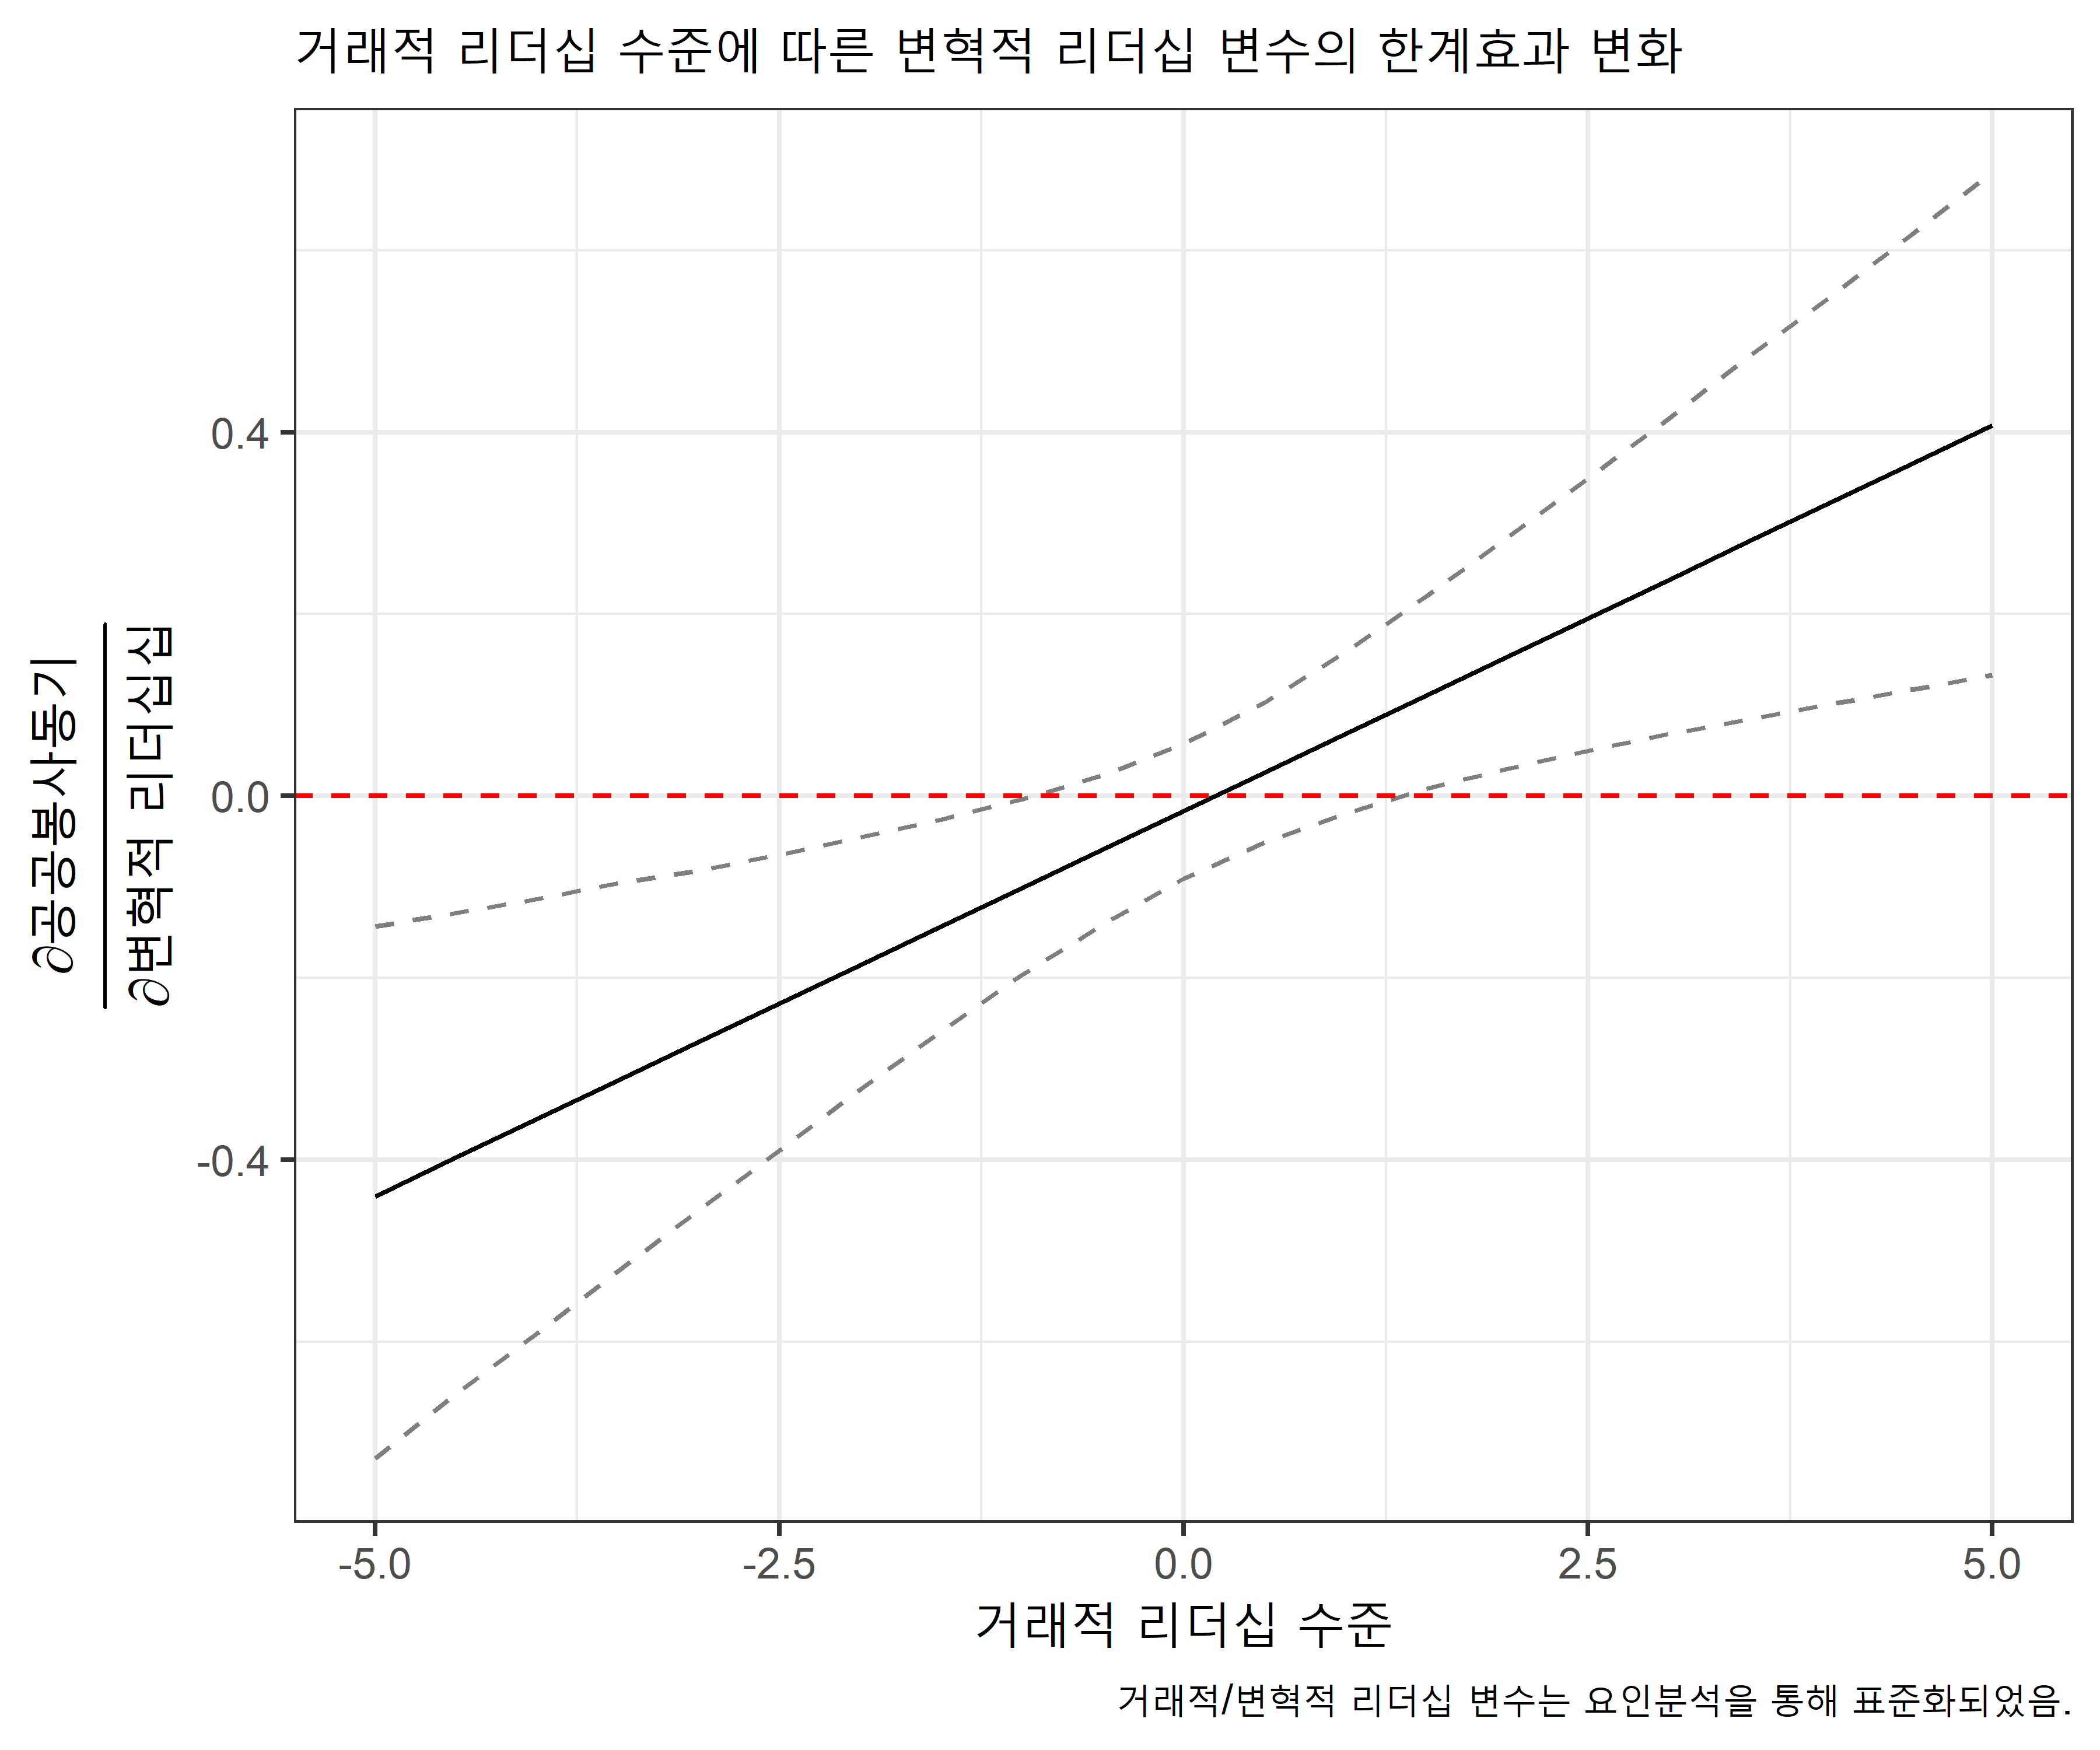 거래적 리더십 수준에 따른 변혁적 리더십 변수의 한계효과 변화
∂공공봉사동기
∂변혁적 리더십십
0.4
0.0
-0.4
-5.0 -2.5 0.0 2.5 5.0
거래적 리더십 수준
거래적/변혁적 리더십 변수는 요인분석을 통해 표준화되었음.